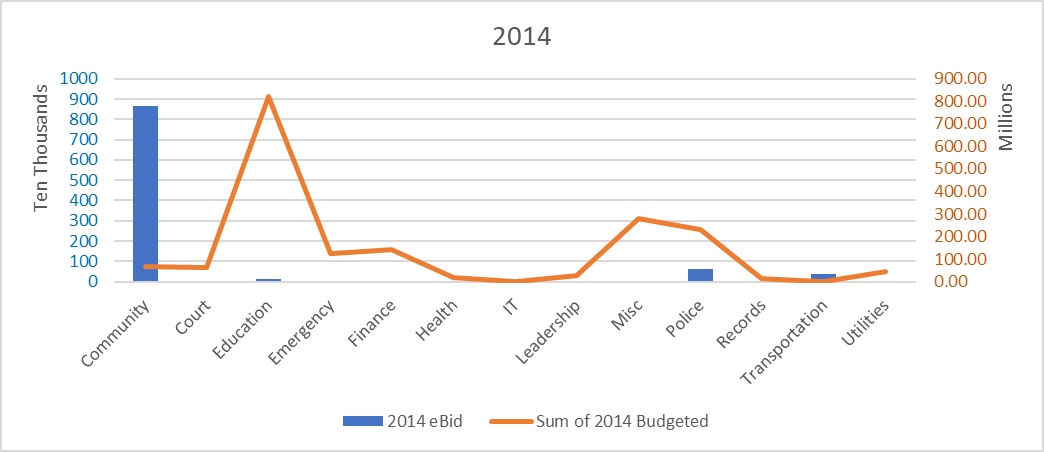 2014
Ten Thousands
1000
900
800
700
600
500
400
300
200
100
0
900.00
800.00
700.00
600.00
500.00
400.00
300.00
200.00
100.00
0.00
Millions
Community
Court
Education
Emergency
Finance
Health
IT
Leadership
Misc
Police
Records
Transportation
Utilities
2014 eBid
Sum of 2014 Budgeted